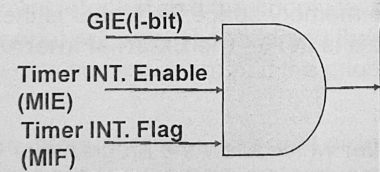 GIE(I-bit)
Timer INT. Enable
(MIE)
Timer INT. Flag
(MIF)